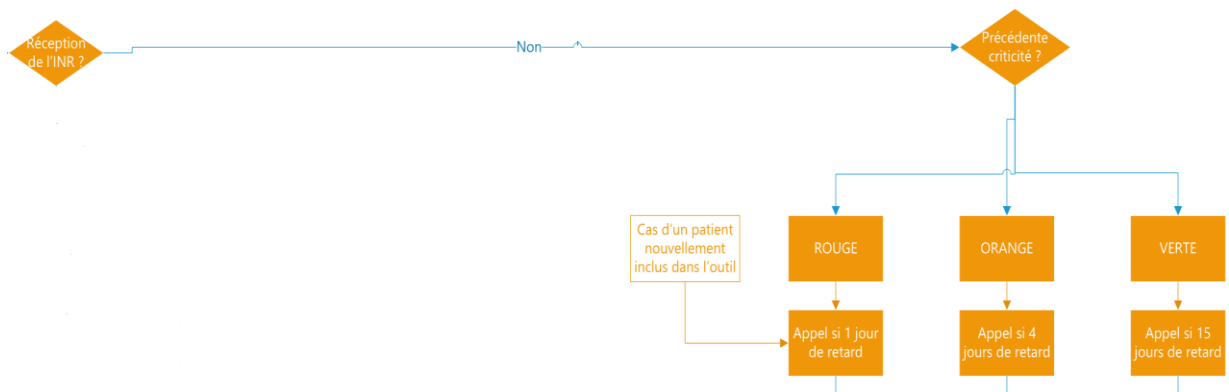 Réception
de l'INR ?
Non
Précédente
criticité ?
Cas d'un patient
nouvellement
inclus dans l'outil
ROUGE
ORANGE
VERTE
Appel si 1 jour
de retard
Appel si 4
jours de retard
Appel si 15
jours de retard